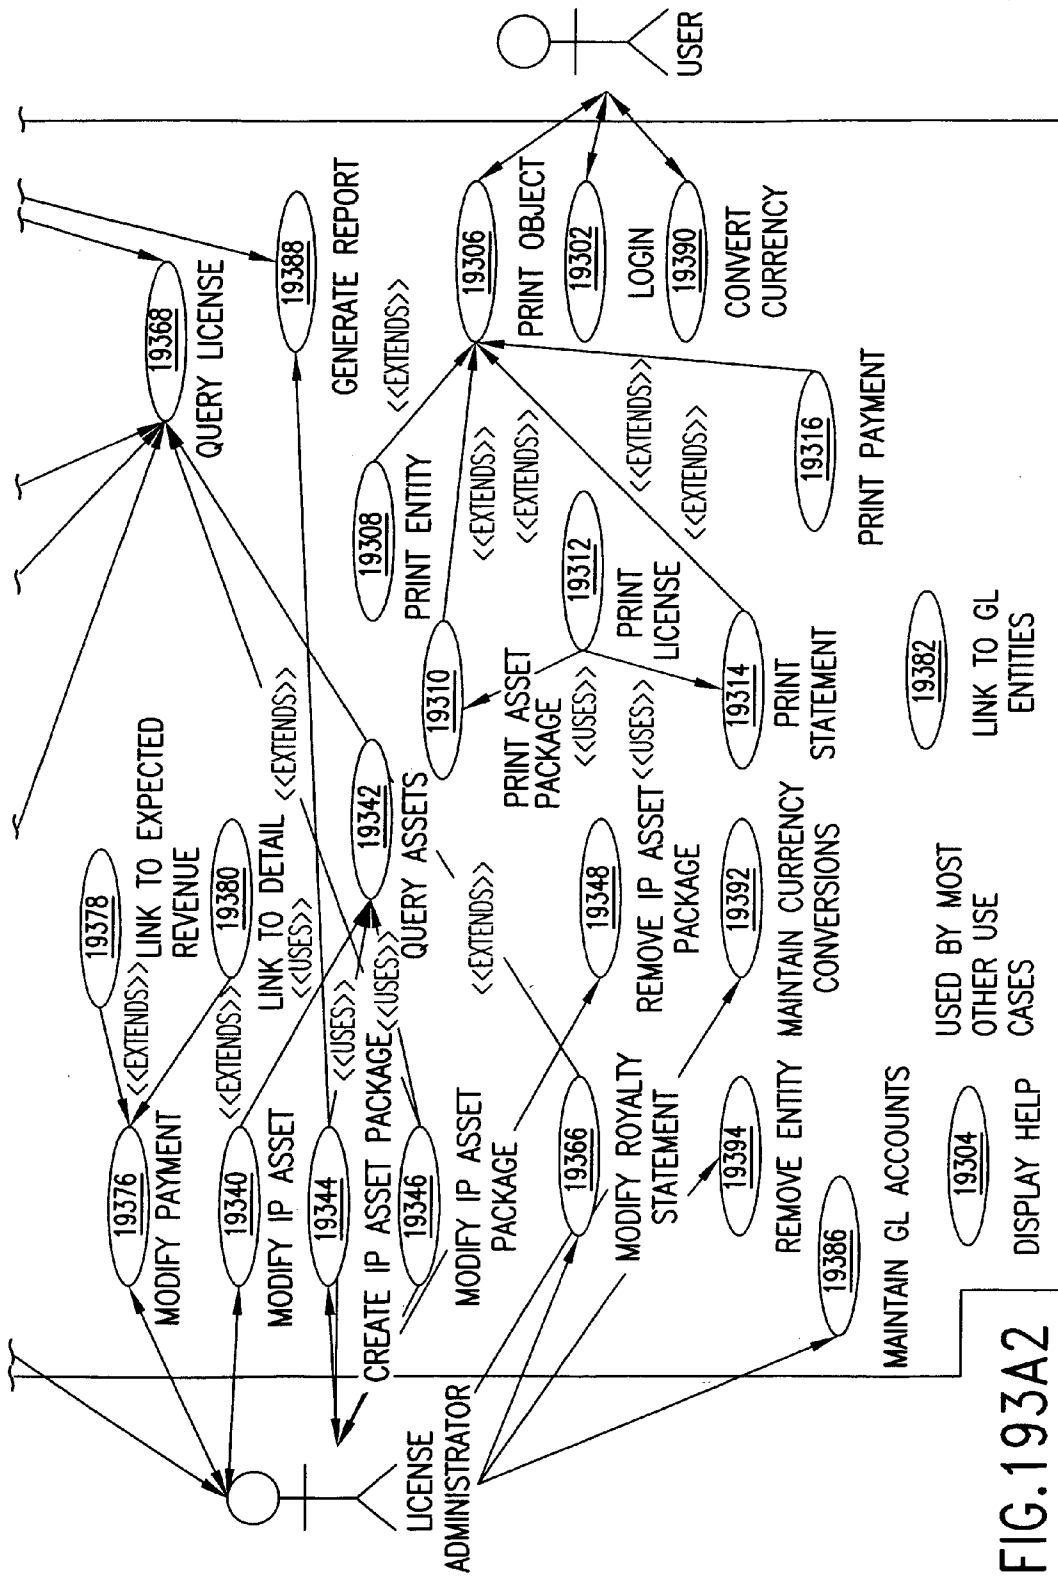 19368
QUERY LICENSE
19388
GENERATE REPORT
19378
LINK TO EXPECTED
REVENUE
<<EXTENDS>>
19380
LINK TO DETAIL
<<EXTENDS>>
<<USES>>
<<EXTENDS>>
19376
MODIFY PAYMENT
19340
MODIFY IP ASSET
19344
<<USES>>
CREATE IP ASSET PACKAGE
<<USES>>
19346
MODIFY IP ASSET
PACKAGE
19342
QUERY ASSETS
<<EXTENDS>>
19308
PRINT ENTITY
<<EXTENDS>>
19310
PRINT ASSET
PACKAGE
<<EXTENDS>>
<<EXTENDS>>
19312
PRINT
LICENSE
<<USES>>
<<USES>>
19314
PRINT
STATEMENT
<<EXTENDS>>
<<EXTENDS>>
19316
PRINT PAYMENT
19306
PRINT OBJECT
19302
LOGIN
19390
CONVERT
CURRENCY
USER
19348
REMOVE IP ASSET
PACKAGE
19366
MODIFY ROYALTY
STATEMENT
19392
MAINTAIN CURRENCY
CONVERSIONS
19394
REMOVE ENTITY
19386
MAINTAIN GL ACCOUNTS
19382
LINK TO GL
ENTITIES
19304
DISPLAY HELP
USED BY MOST
OTHER USE
CASES
LICENSE
ADMINISTRATOR
FIG.193A2